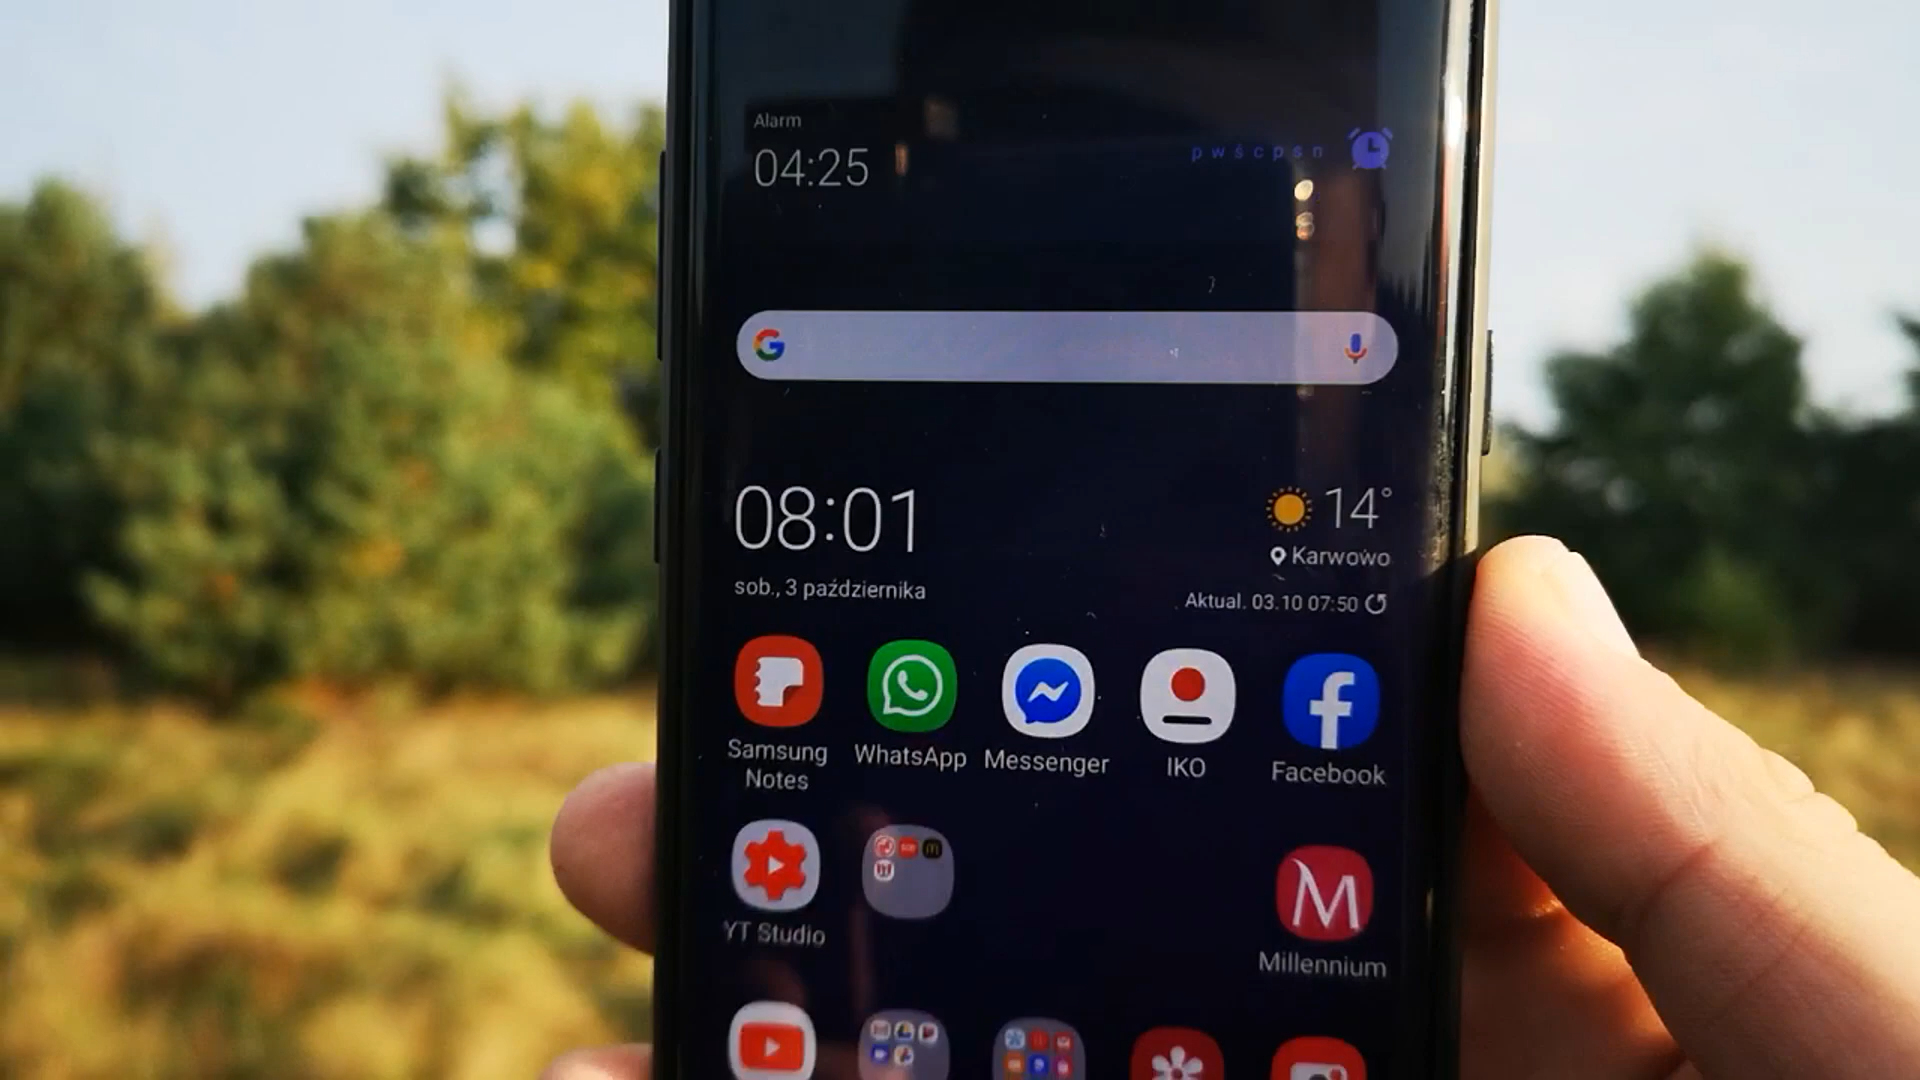 Alarm
04:25
p w ś c p s n
08:01
14°
Karwowo
sob., 3 października
Aktual. 03.10 07:50
Samsung Notes
WhatsApp
Messenger
IKO
Facebook
YT Studio
M
Millennium